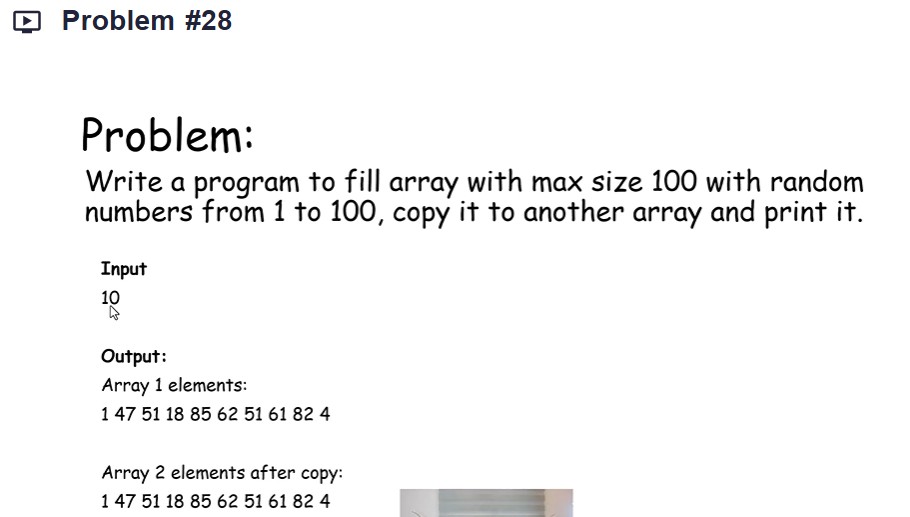 Problem #28
Problem:
Write a program to fill array with max size 100 with random
numbers from 1 to 100, copy it to another array and print it.
Input
10
Output:
Array 1 elements:
1 47 51 18 85 62 51 61 82 4
Array 2 elements after copy:
1 47 51 18 85 62 51 61 82 4